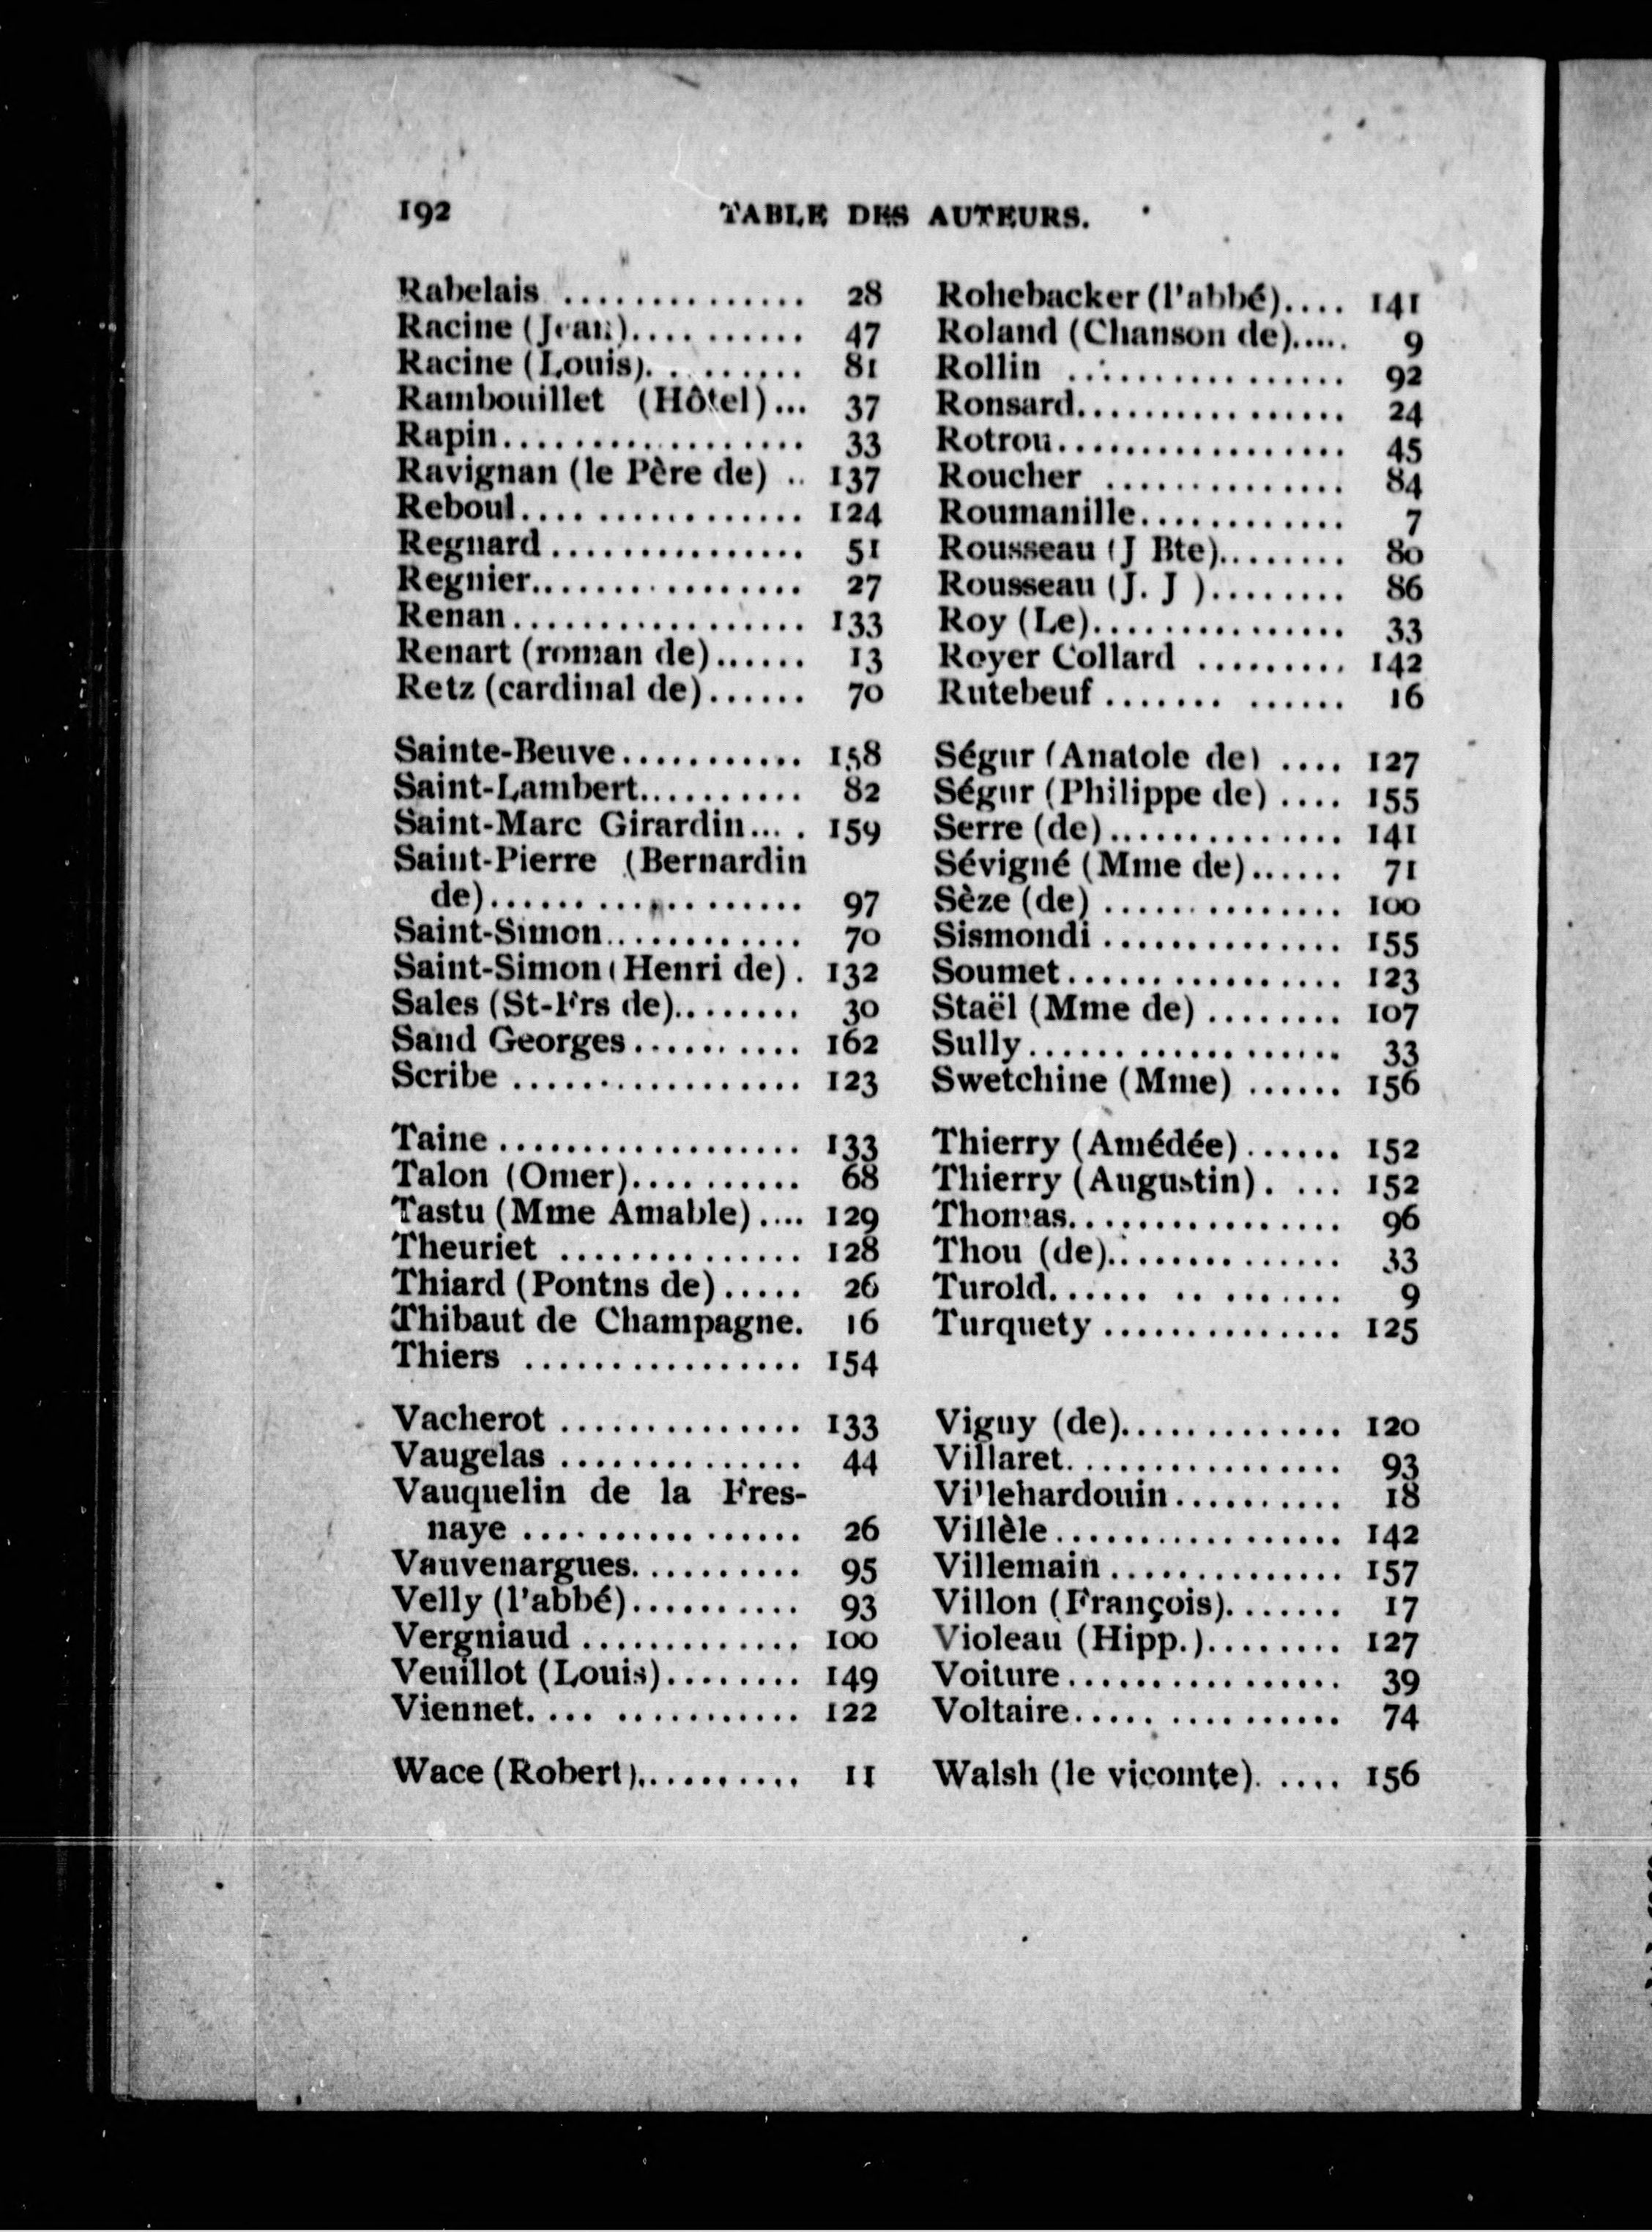 192 TABLE DES AUTEURS.
Rabelais ............... 28
Racine (Jean)........... 47
Racine (Louis).......... 81
Rambouillet (Hôtel)... 37
Rapin.................. 33
Ravignan (le Père de) .. 137
Reboul................. 124
Regnard............... 51
Regnier................ 27
Renan.................. 133
Renart (roman de)...... 13
Retz (cardinal de)...... 70
Rohebacker (l'abbé).... 141
Roland (Chanson de)..... 9
Rollin ................. 92
Ronsard................ 24
Rotrou................. 45
Roucher .............. 84
Roumanille............. 7
Rousseau (J Bte)........ 80
Rousseau (J. J )........ 86
Roy (Le)............... 33
Royer Collard ......... 142
Rutebeuf ....... ...... 16
Sainte-Beuve........... 158
Saint-Lambert.......... 82
Saint-Marc Girardin... . 159
Saint-Pierre (Bernardin
de)................... 97
Saint-Simon............ 70
Saint-Simon (Henri de). 132
Sales (St-Frs de)........ 30
Sand Georges.......... 162
Scribe ................. 123
Ségur (Anatole de) .... 127
Ségur (Philippe de) .... 155
Serre (de).............. 141
Sévigné (Mme de)...... 71
Sèze (de) .............. 100
Sismondi .............. 155
Soumet................. 123
Staël (Mme de) ........ 107
Sully................... 33
Swetchine (Mme) ...... 156
Taine .................. 133
Talon (Omer).......... 68
Tastu (Mme Amable).... 129
Theuriet .............. 128
Thiard (Pontns de)..... 26
Thibaut de Champagne. 16
Thiers ................ 154
Thierry (Amédée)...... 152
Thierry (Augustin). ... 152
Thomas................ 96
Thou (de).............. 33
Turold...... .. ....... 9
Turquety .............. 125
Vacherot .............. 133
Vaugelas .............. 44
Vauquelin de la Fres-
naye ................ 26
Vauvenargues.......... 95
Velly (l'abbé).......... 93
Vergniaud ............. 100
Veuillot (Louis)........ 149
Viennet. ... ........... 122
Vigny (de)............. 120
Villaret................ 93
Villehardouin.......... 18
Villèle................. 142
Villemain.............. 157
Villon (François)....... 17
Violeau (Hipp.)........ 127
Voiture................ 39
Voltaire................ 74
Wace (Robert).......... 11
Walsh (le vicomte). .... 156